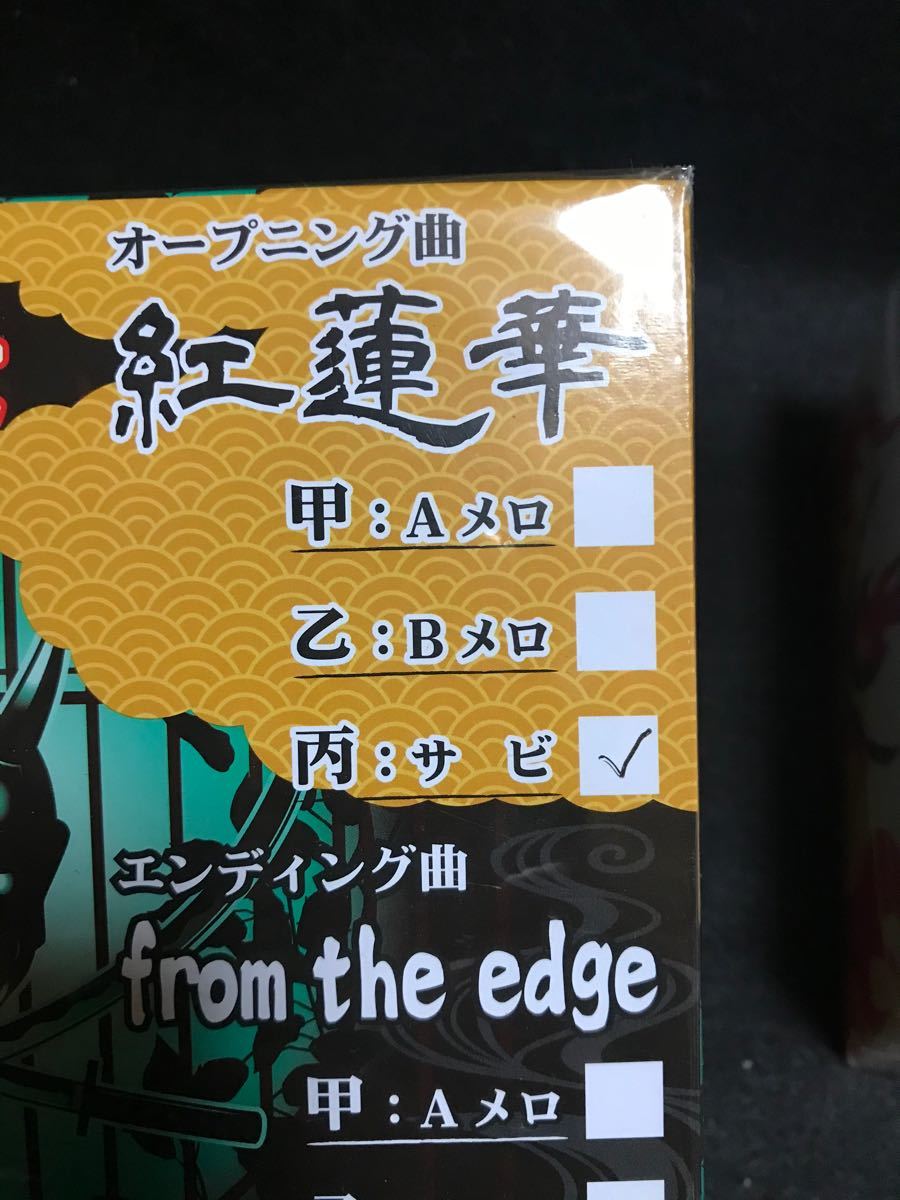 オープニング曲
紅蓮華
甲:Aメロ
乙:Bメロ
丙:サビ ✓
エンディング曲
from the edge
甲:Aメロ